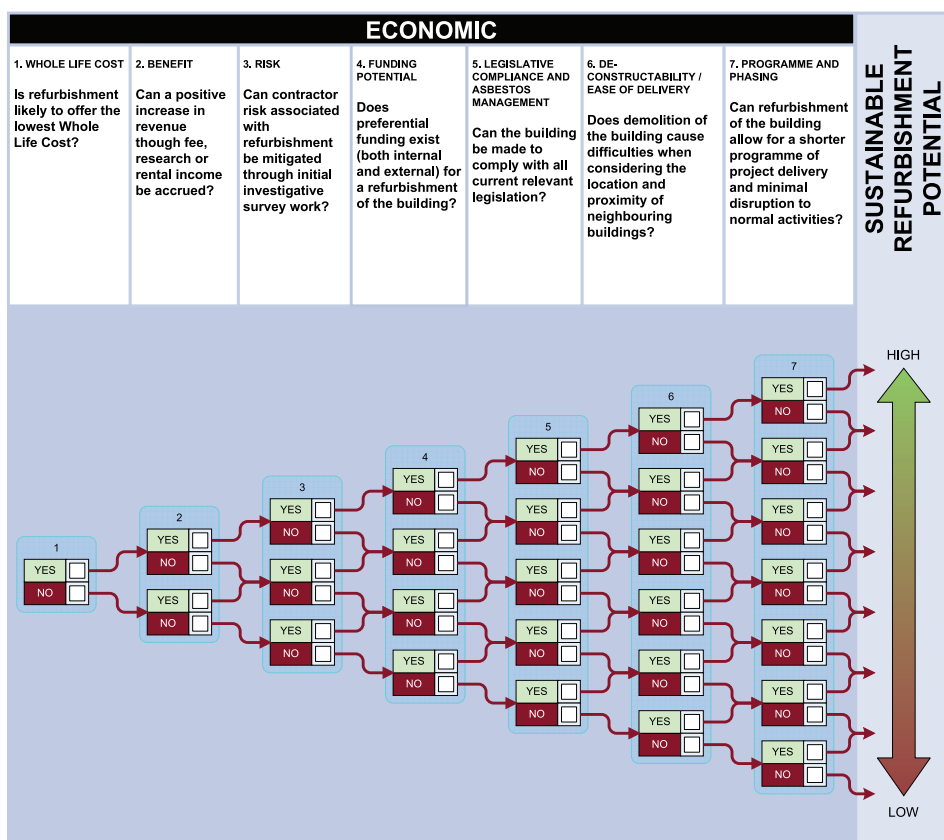 ECONOMIC
1. WHOLE LIFE COST
Is refurbishment
likely to offer the
lowest Whole
Life Cost?
2. BENEFIT
Can a positive
increase in
revenue
though fee,
research or
rental income
be accrued?
3. RISK
Can contractor
risk associated
with
refurbishment
be mitigated
through initial
investigative
survey work?
4. FUNDING
POTENTIAL
Does
preferential
funding exist
(both internal
and external) for
a refurbishment
of the building?
5. LEGISLATIVE
COMPLIANCE AND
ASBESTOS
MANAGEMENT
Can the building
be made to
comply with all
current relevant
legislation?
6. DE-
CONSTRUCTABILITY /
EASE OF DELIVERY
Does demolition of
the building cause
difficulties when
considering the
location and
proximity of
neighbouring
buildings?
7. PROGRAMME AND
PHASING
Can refurbishment
of the building
allow for a shorter
programme of
project delivery
and minimal
disruption to
normal activities?
SUSTAINABLE
REFURBISHMENT
POTENTIAL
1
YES
NO
2
YES
NO
YES
NO
3
YES
NO
YES
NO
YES
NO
4
YES
NO
YES
NO
YES
NO
YES
NO
5
YES
NO
YES
NO
YES
NO
YES
NO
YES
NO
6
YES
NO
YES
NO
YES
NO
YES
NO
YES
NO
YES
NO
7
YES
NO
YES
NO
YES
NO
YES
NO
YES
NO
YES
NO
YES
NO
HIGH
LOW